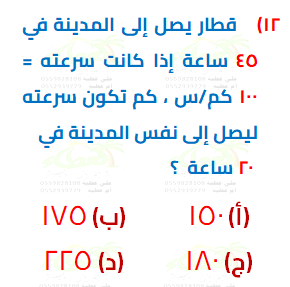 ١٢) قطار يصل إلى المدينة في
٤٥ ساعة إذا كانت سرعته =
١٠٠ كم/س ، كم تكون سرعته
ليصل إلى نفس المدينة في
٢٠ ساعة ؟
(أ) ١٥٠ (ب) ١٧٥
(ج) ١٨٠ (د) ٢٢٥